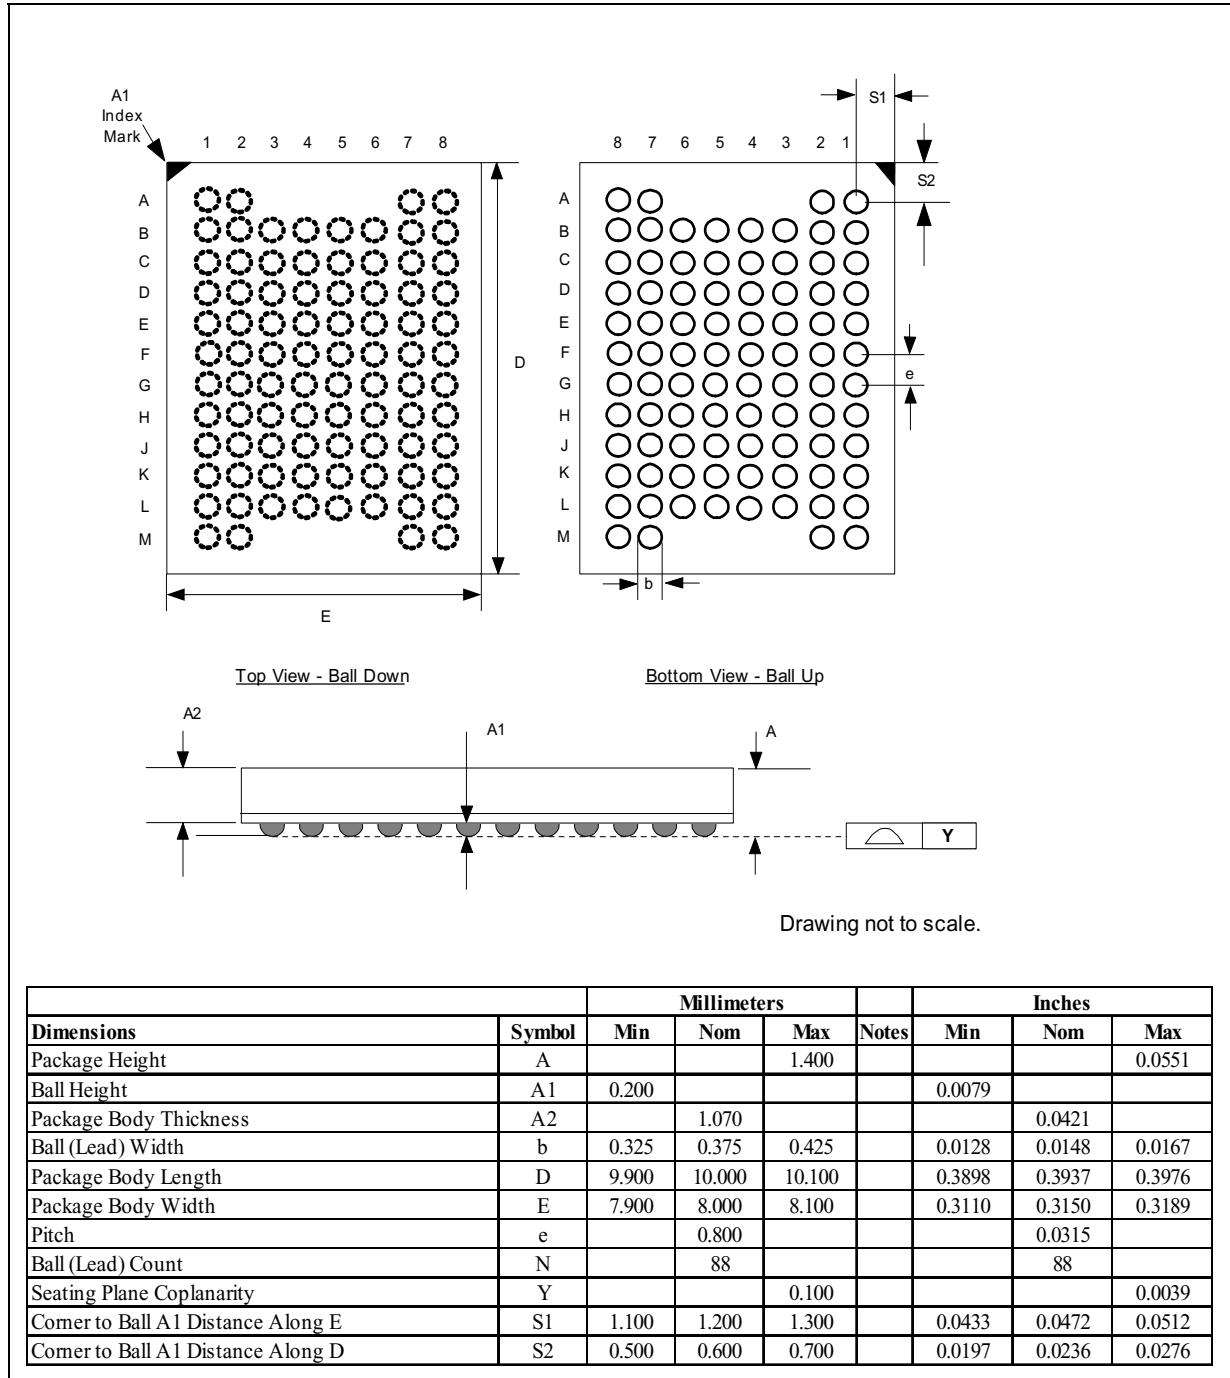 A1
Index
Mark
1 2 3 4 5 6 7 8
A
B
C
D
E
F
G
H
J
K
L
M
D
E
8 7 6 5 4 3 2 1
A
B
C
D
E
F
G
H
J
K
L
M
S1
S2
e
b
Top View - Ball Down
Bottom View - Ball Up
A2
A1
A
Y
Drawing not to scale.
Millimeters Inches
Dimensions Symbol Min Nom Max Notes Min Nom Max
Package Height A 1.400 0.0551
Ball Height A1 0.200 0.0079
Package Body Thickness A2 1.070 0.0421
Ball (Lead) Width b 0.325 0.375 0.425 0.0128 0.0148 0.0167
Package Body Length D 9.900 10.000 10.100 0.3898 0.3937 0.3976
Package Body Width E 7.900 8.000 8.100 0.3110 0.3150 0.3189
Pitch e 0.800 0.0315
Ball (Lead) Count N 88 88
Seating Plane Coplanarity Y 0.100 0.0039
Corner to Ball A1 Distance Along E S1 1.100 1.200 1.300 0.0433 0.0472 0.0512
Corner to Ball A1 Distance Along D S2 0.500 0.600 0.700 0.0197 0.0236 0.0276